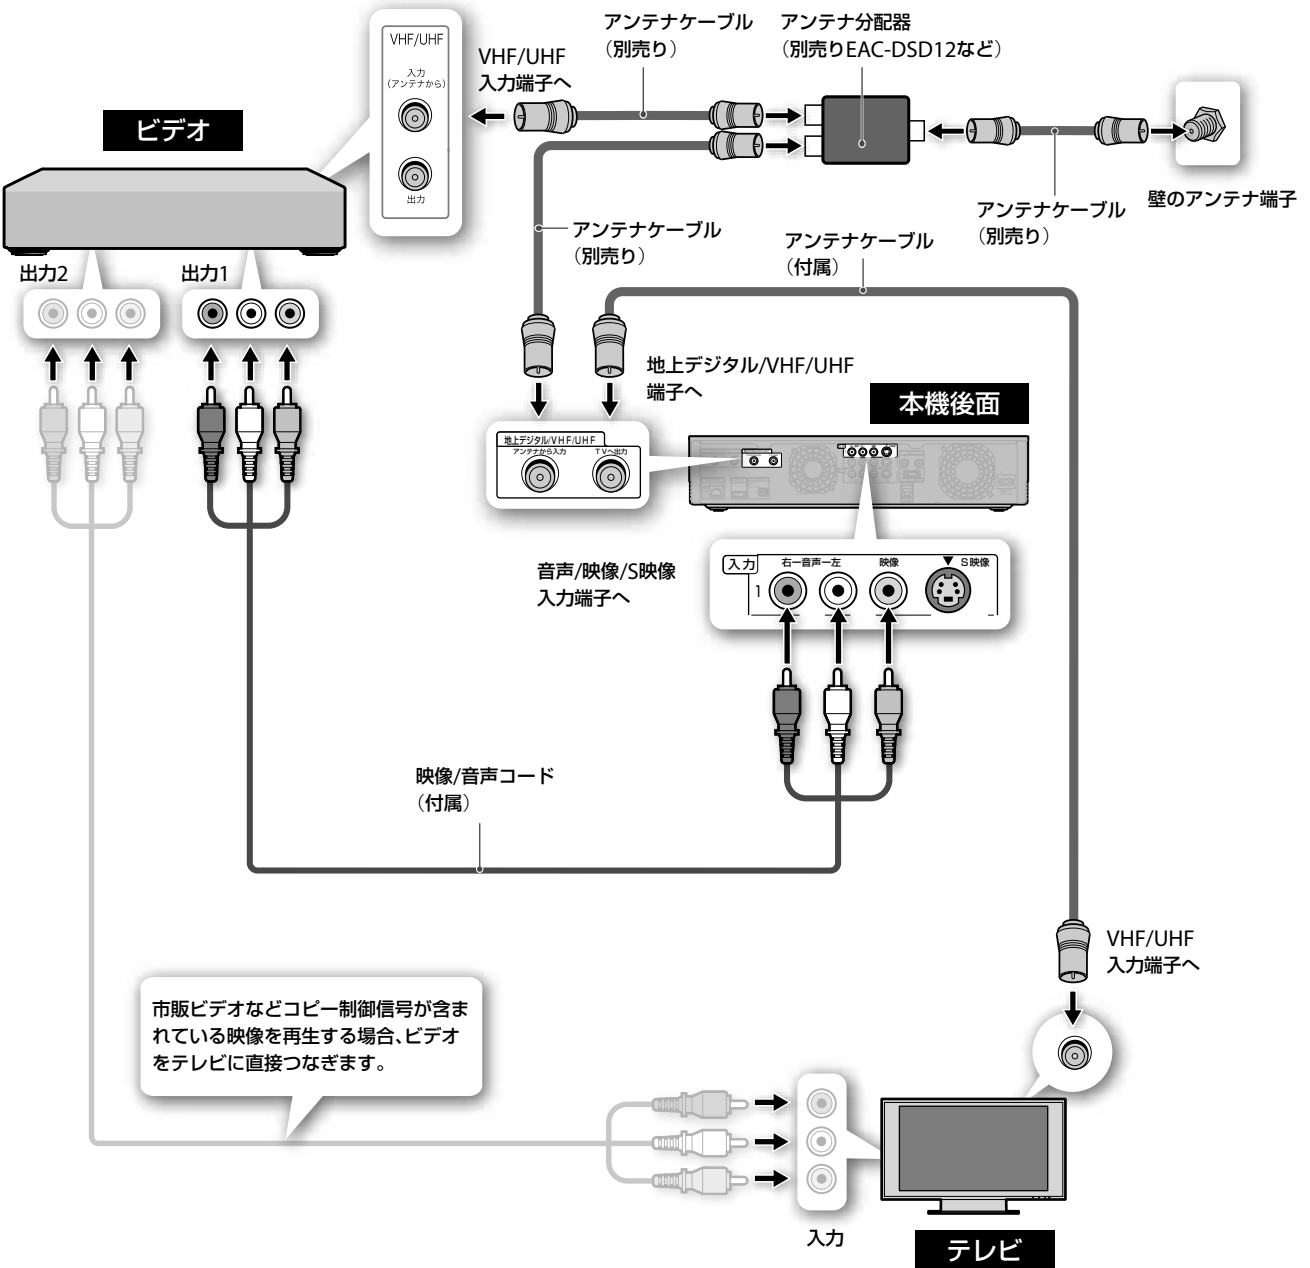 アンテナケーブル
（別売り）
アンテナ分配器
（別売りEAC-DSD12など）
VHF/UHF
入力
（アンテナから）
出力
VHF/UHF
入力端子へ
ビデオ
壁のアンテナ端子
アンテナケーブル
（別売り）
アンテナケーブル
（別売り）
アンテナケーブル
（付属）
出力2
出力1
地上デジタル/VHF/UHF
端子へ
本機後面
地上デジタル/VHF/UHF
アンテナから入力
TVへ出力
音声/映像/S映像
入力端子へ
入力
右ー音声ー左
映像
S映像
1
映像/音声コード
（付属）
VHF/UHF
入力端子へ
市販ビデオなどコピー制御信号が含ま
れている映像を再生する場合、ビデオ
をテレビに直接つなぎます。
入力
テレビ